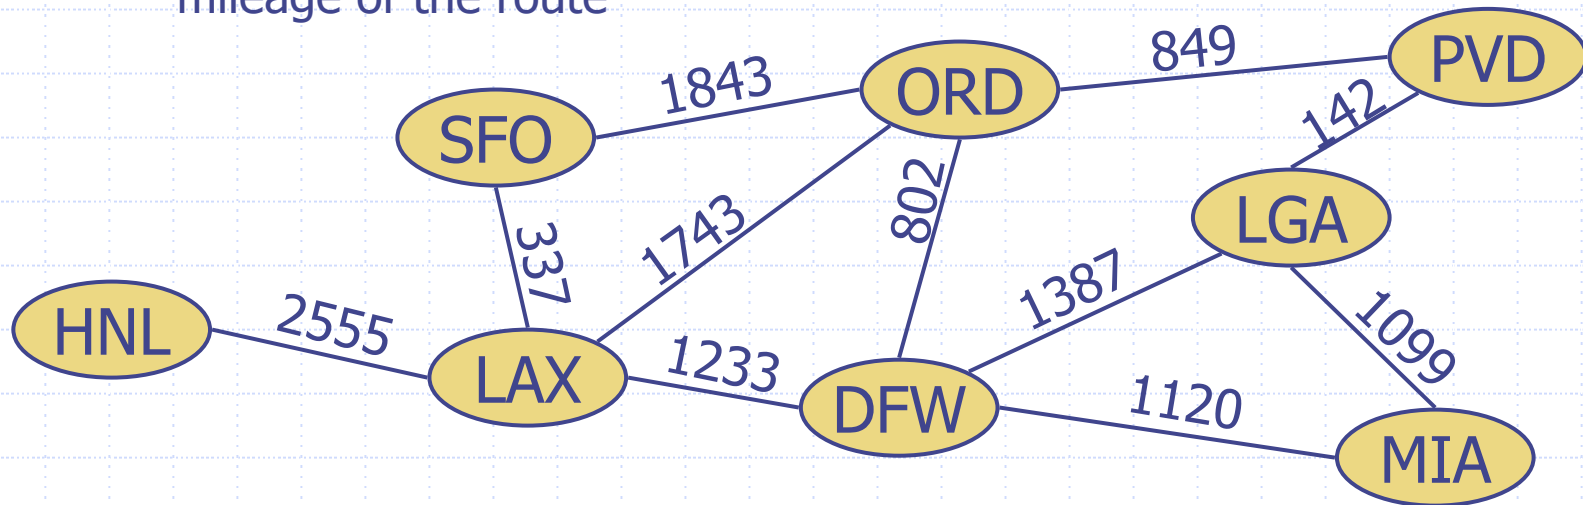 mileage of the route
849
PVD
1843
ORD
142
SFO
802
LGA
337
1743
1387
HNL
2555
1099
LAX
1233
DFW
1120
MIA